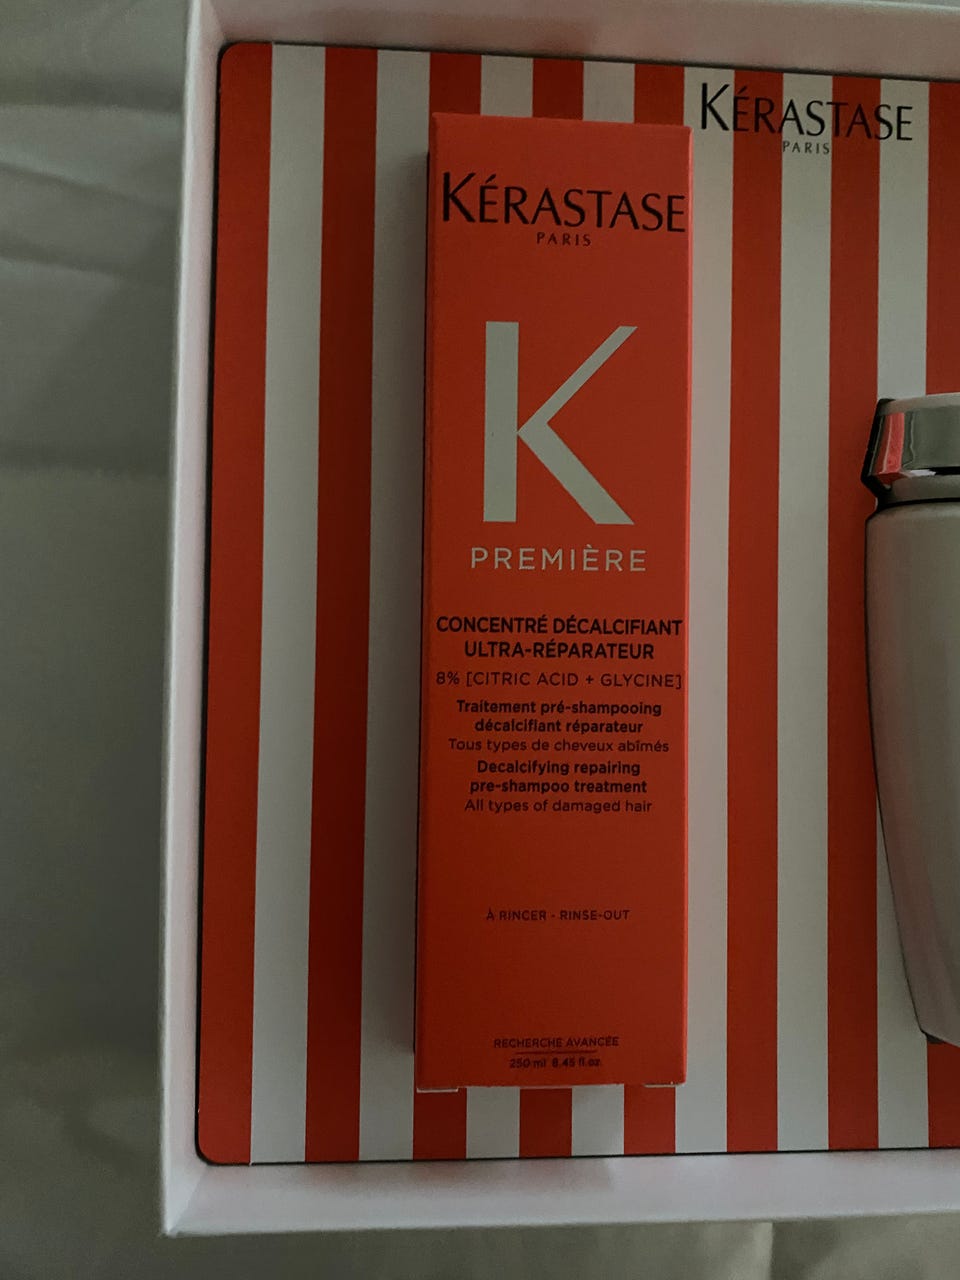 KÉRASTASE
PARIS
KÉRASTASE
PARIS
K
PREMIÈRE
CONCENTRÉ DÉCALCIFIANT
ULTRA-RÉPARATEUR
8% [CITRIC ACID + GLYCINE]
Traitement pré-shampooing
décalcifiant réparateur
Tous types de cheveux abîmés
Decalcifying repairing
pre-shampoo treatment
All types of damaged hair
À RINCER - RINSE-OUT
RECHERCHE AVANCÉE
250 ml 8.45 fl.oz.